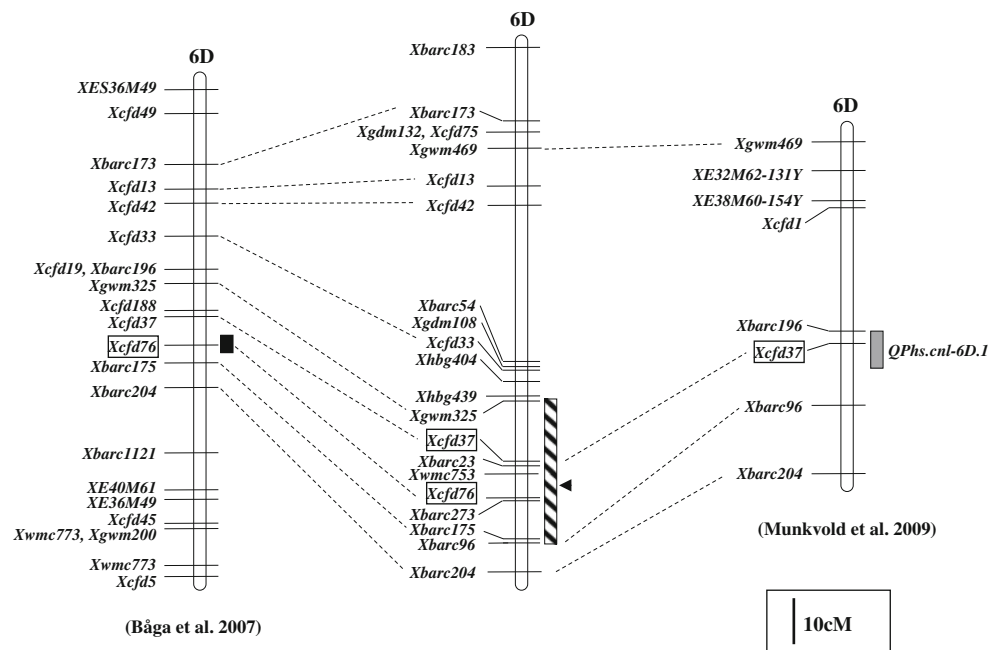 6D
XES36M49
Xcfd49
Xbarc173
Xcfd13
Xcfd42
Xcfd33
Xcfd19, Xbarc196
Xgwm325
Xcfd188
Xcfd37
Xcfd76
Xbarc175
Xbarc204
Xbarc1121
XE40M61
XE36M49
Xcfd45
Xwmc773, Xgwm200
Xwmc773
Xcfd5
(Båga et al. 2007)
6D
Xbarc183
Xbarc173
Xgdm132, Xcfd75
Xgwm469
Xcfd13
Xcfd42
Xbarc54
Xgdm108
Xcfd33
Xhbg404
Xhbg439
Xgwm325
Xcfd37
Xbarc23
Xwmc753
Xcfd76
Xbarc273
Xbarc175
Xbarc96
Xbarc204
6D
Xgwm469
XE32M62-131Y
XE38M60-154Y
Xcfd1
Xbarc196
Xcfd37
QPhs.cnl-6D.1
Xbarc96
Xbarc204
(Munkvold et al. 2009)
10cM